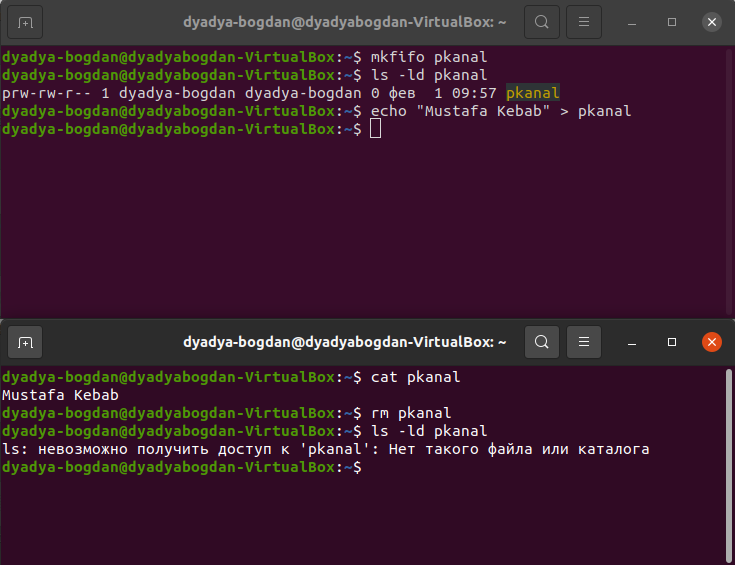 dyadya-bogdan@dyadyabogdan-VirtualBox: ~
dyadya-bogdan@dyadyabogdan-VirtualBox:~$ mkfifo pkanal
dyadya-bogdan@dyadyabogdan-VirtualBox:~$ ls -ld pkanal
prw-rw-r-- 1 dyadya-bogdan dyadya-bogdan 0 фев  1 09:57 pkanal
dyadya-bogdan@dyadyabogdan-VirtualBox:~$ echo "Mustafa Kebab" > pkanal
dyadya-bogdan@dyadyabogdan-VirtualBox:~$
dyadya-bogdan@dyadyabogdan-VirtualBox: ~
dyadya-bogdan@dyadyabogdan-VirtualBox:~$ cat pkanal
Mustafa Kebab
dyadya-bogdan@dyadyabogdan-VirtualBox:~$ rm pkanal
dyadya-bogdan@dyadyabogdan-VirtualBox:~$ ls -ld pkanal
ls: невозможно получить доступ к 'pkanal': Нет такого файла или каталога
dyadya-bogdan@dyadyabogdan-VirtualBox:~$